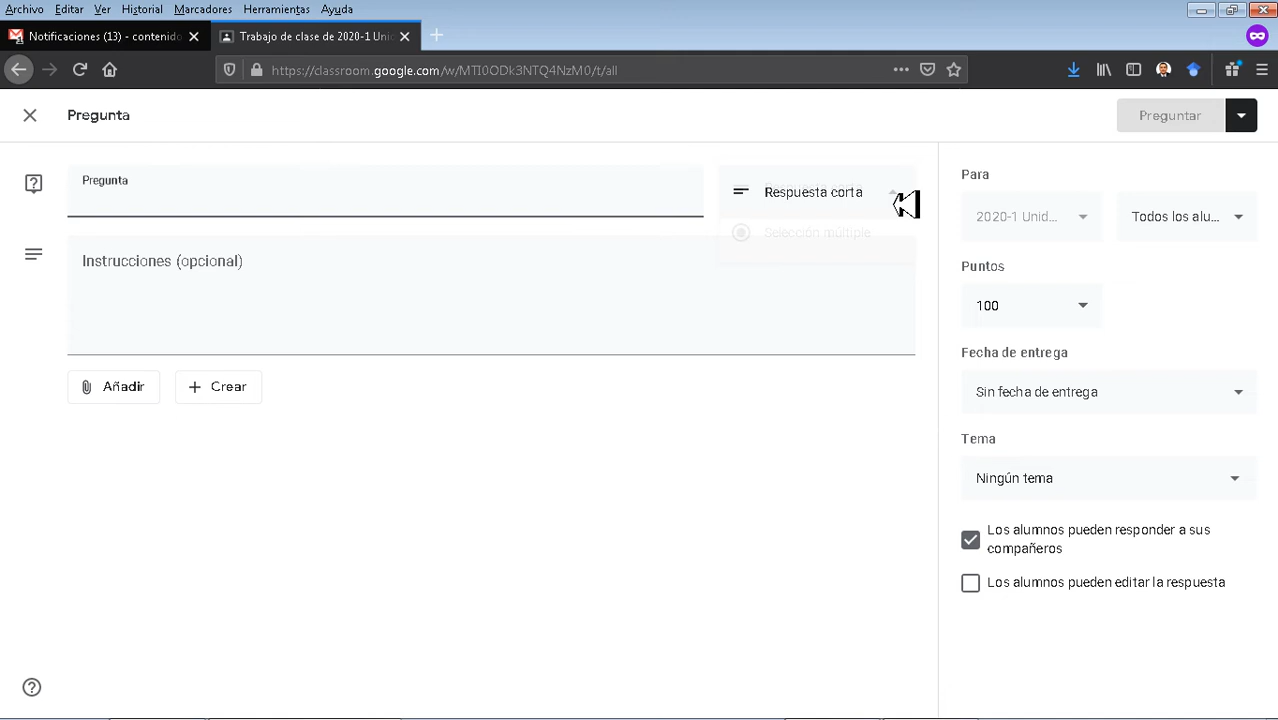 Archivo Editar Ver Historial Marcadores Herramientas Ayuda
Notificaciones (13) - contenido
Trabajo de clase de 2020-1 Uni
https://classroom.google.com/w/MTI0ODk3NTQ4NzM0/t/all
Pregunta
Preguntar
Pregunta
Respuesta corta
Selección múltiple
Instrucciones (opcional)
Añadir
Crear
Para
2020-1 Unid...
Todos los alu...
Puntos
100
Fecha de entrega
Sin fecha de entrega
Tema
Ningún tema
Los alumnos pueden responder a sus
compañeros
Los alumnos pueden editar la respuesta